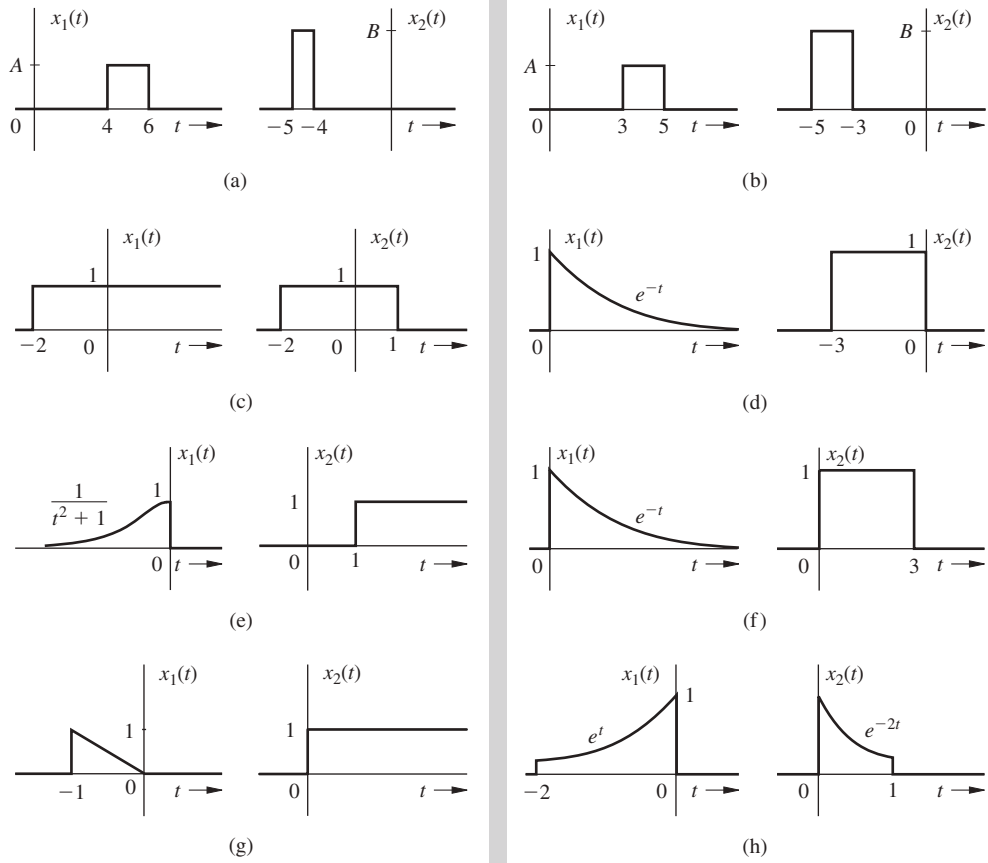 x₁(t) x₂(t) x₁(t) x₂(t)
A B A B
0 4 6 t −5 −4 t 0 3 5 t −5 −3 0 t
(a) (b)
x₁(t) x₂(t) x₁(t) x₂(t)
1 1 1 e⁻ᵗ 1
−2 0 t −2 0 1 t 0 t −3 0 t
(c) (d)
x₁(t) x₂(t) x₁(t) x₂(t)
1/(t² + 1) 1 1 1 e⁻ᵗ 1
0 t 0 1 t 0 t 0 3 t
(e) (f)
x₁(t) x₂(t) x₁(t) x₂(t)
1 1 eᵗ 1 e⁻²ᵗ
−1 0 t 0 t −2 0 t 0 1 t
(g) (h)